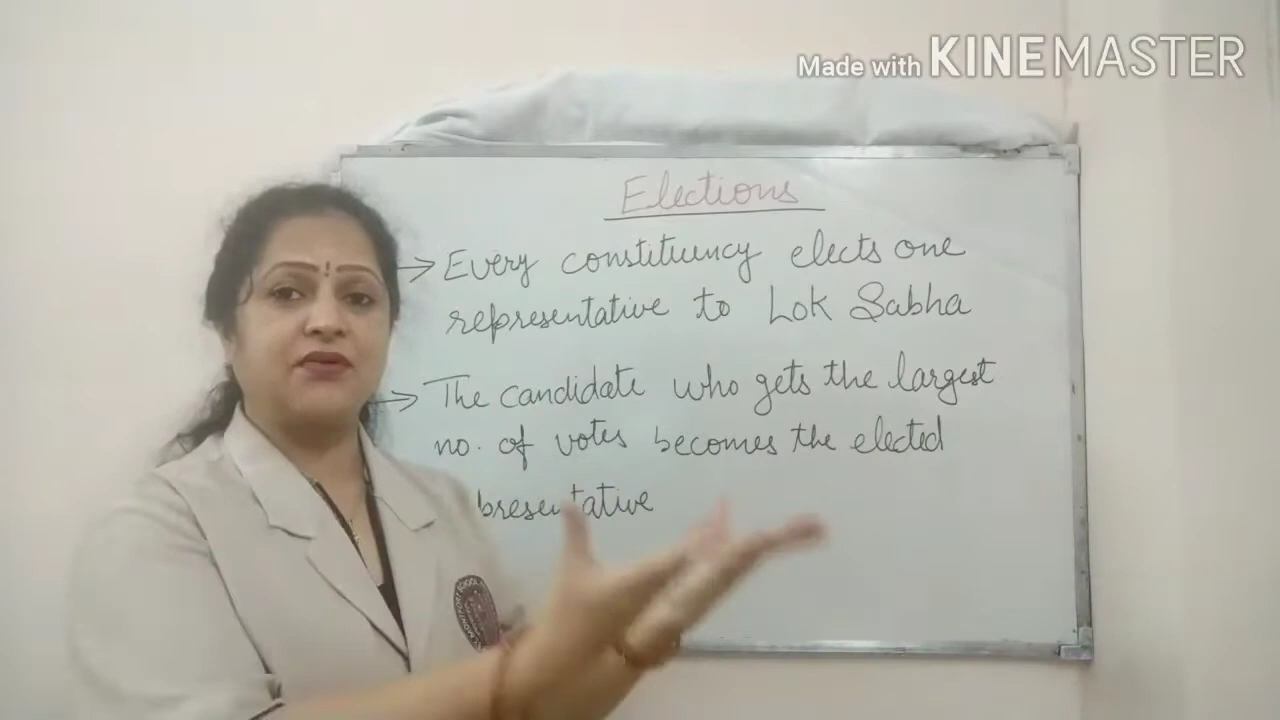 Made with KINEMASTER
Elections
→ Every constituency elects one
representative to Lok Sabha
→ The candidate who gets the largest
no. of votes becomes the elected
presentative